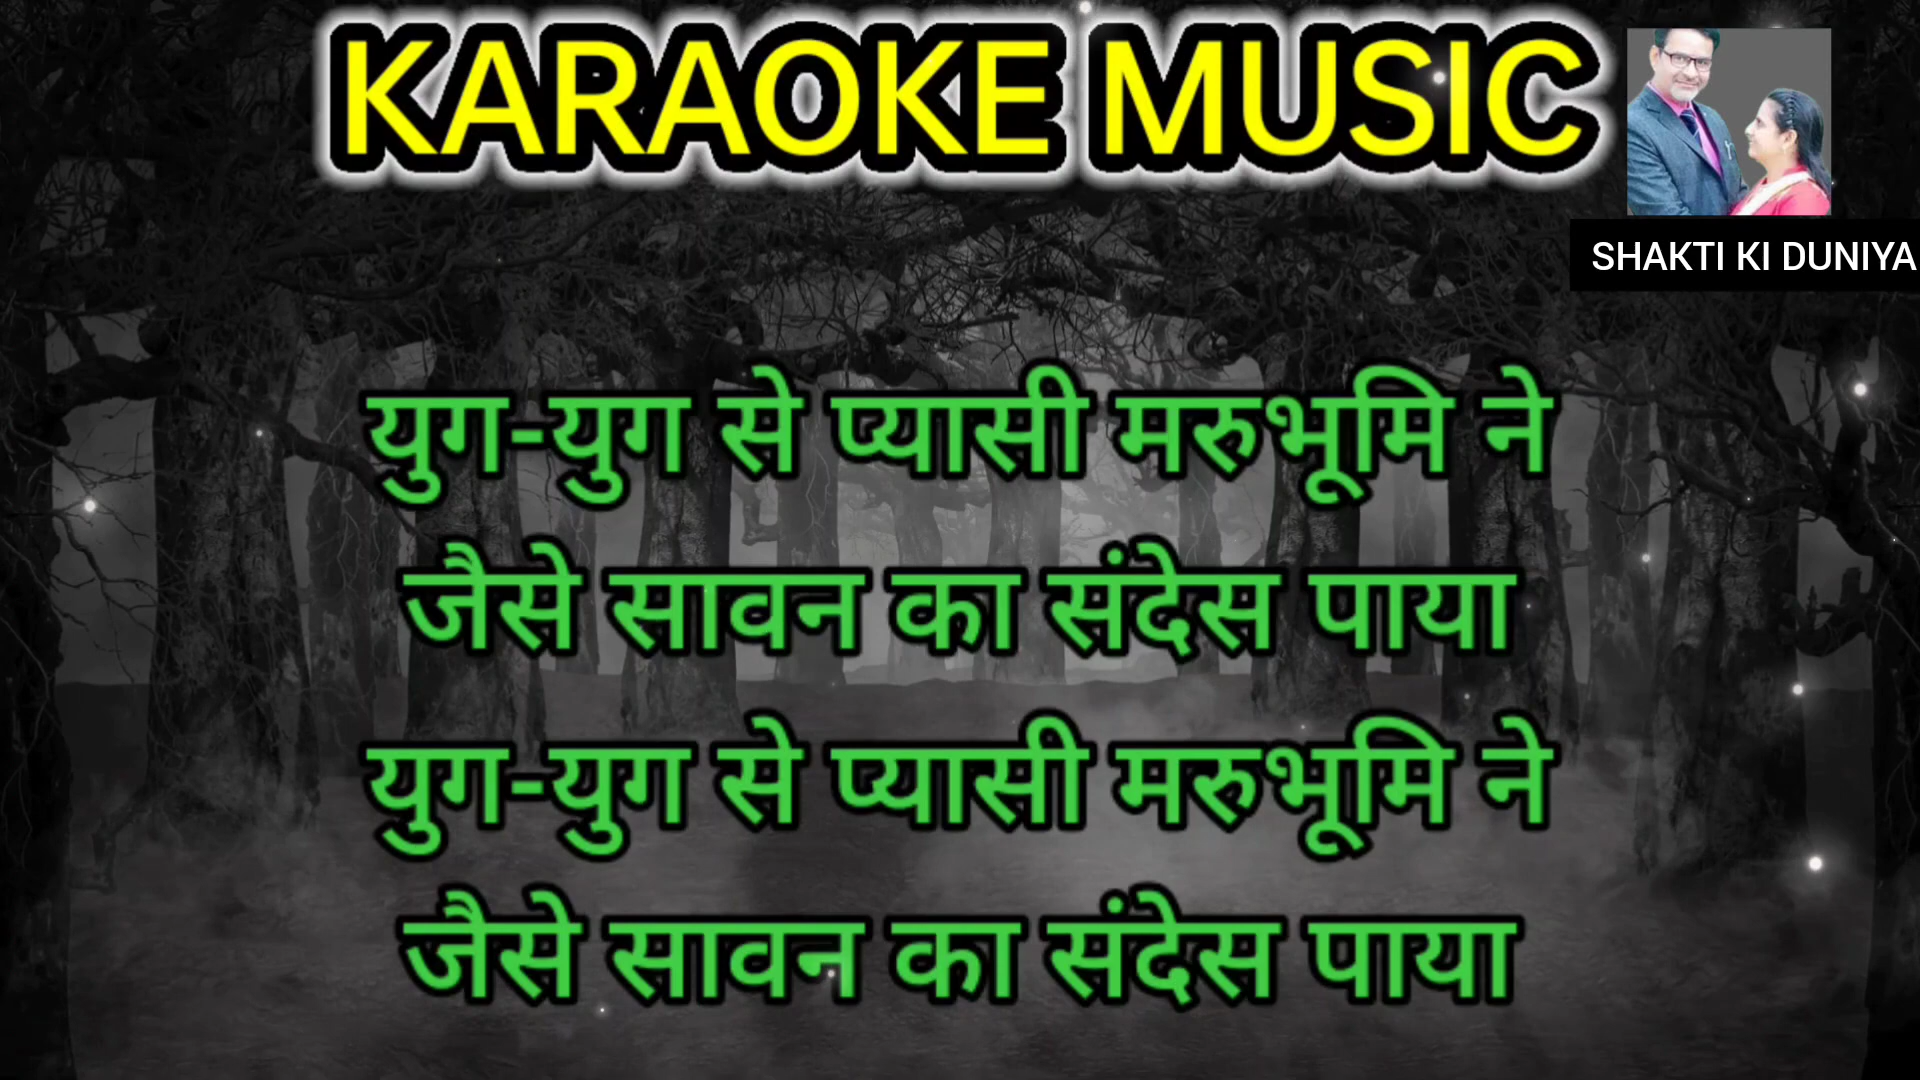 KARAOKE MUSIC
SHAKTI KI DUNIYA
युग-युग से प्यासी मरुभूमि ने
जैसे सावन का संदेस पाया
युग-युग से प्यासी मरुभूमि ने
जैसे सावन का संदेस पाया